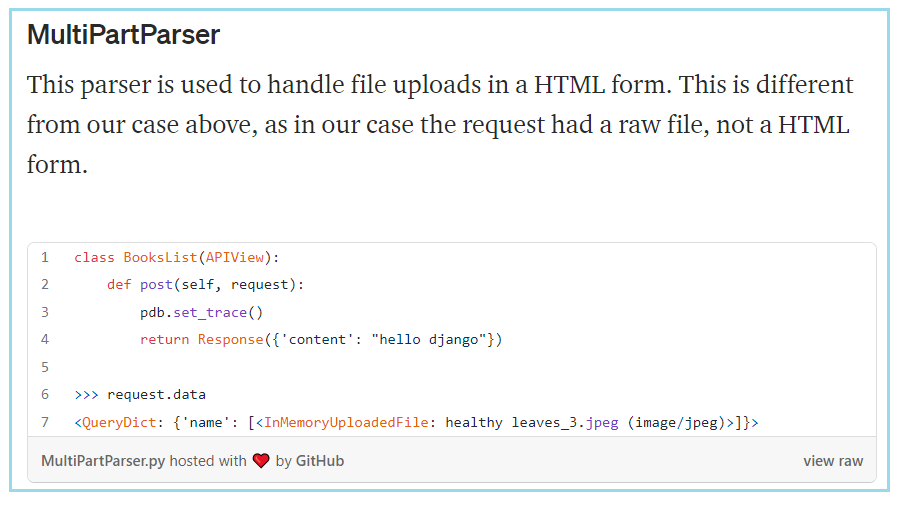 MultiPartParser
This parser is used to handle file uploads in a HTML form. This is different
from our case above, as in our case the request had a raw file, not a HTML
form.
1 class BooksList(APIView):
2 def post(self, request):
3 pdb.set_trace()
4 return Response({'content': "hello django"})
5
6 >>> request.data
7 <QueryDict: {'name': [<InMemoryUploadedFile: healthy leaves_3.jpeg (image/jpeg)>]}>
MultiPartParser.py hosted with ❤ by GitHub view raw